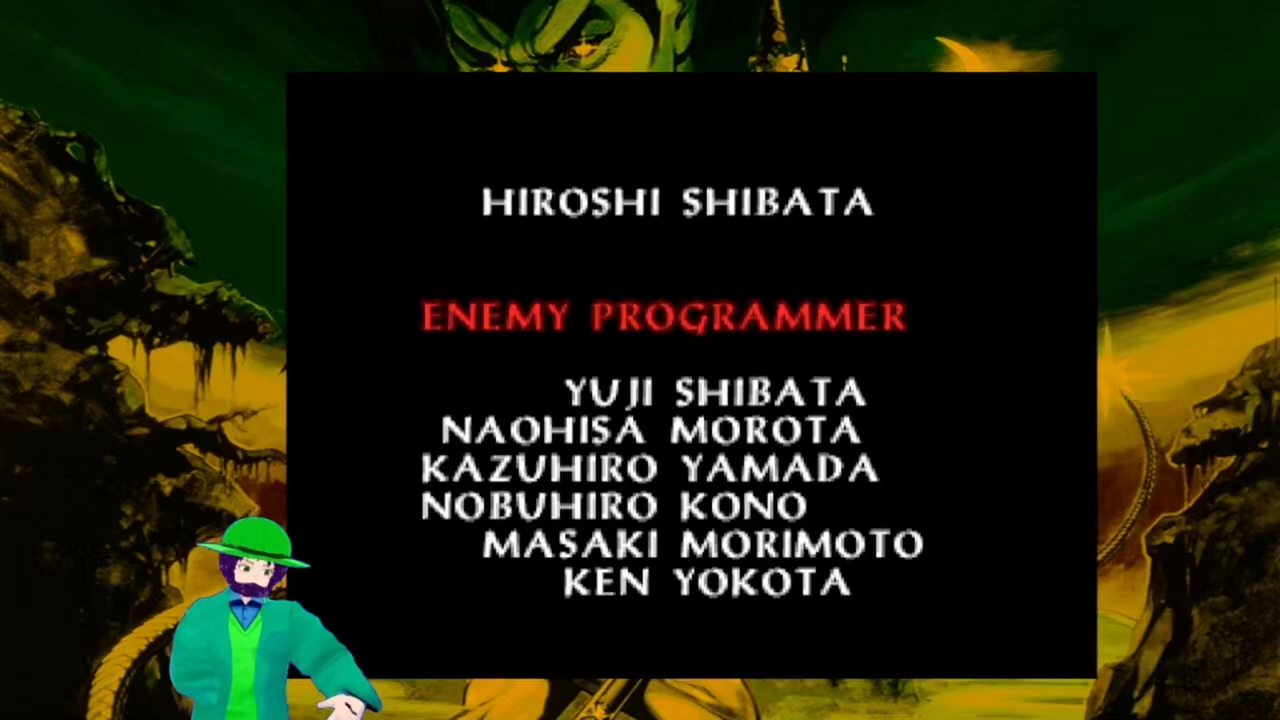 HIROSHI SHIBATA
ENEMY PROGRAMMER
YUJI SHIBATA
NAOHISA MOROTA
KAZUHIRO YAMADA
NOBUHIRO KONO
MASAKI MORIMOTO
KEN YOKOTA